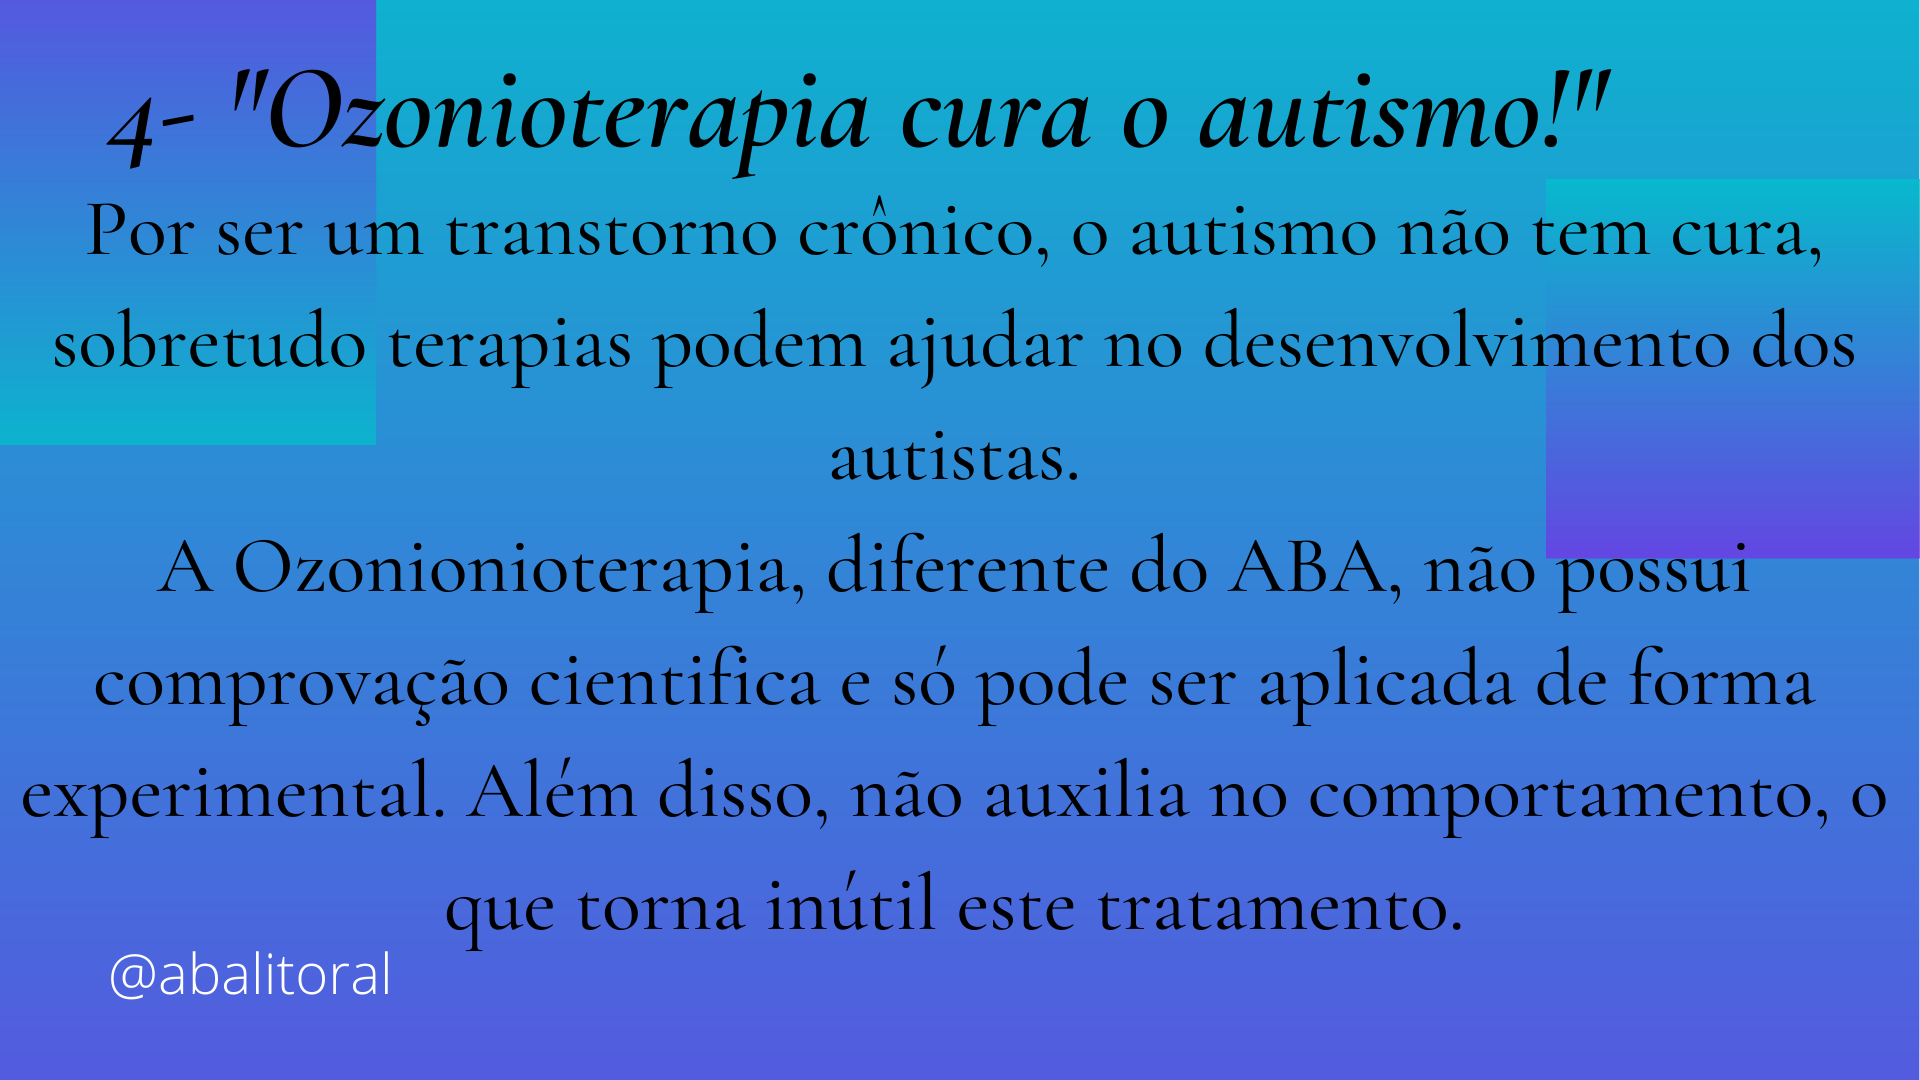 4- "Ozonioterapia cura o autismo!"
Por ser um transtorno crônico, o autismo não tem cura,
sobretudo terapias podem ajudar no desenvolvimento dos
autistas.
A Ozonionioterapia, diferente do ABA, não possui
comprovação cientifica e só pode ser aplicada de forma
experimental. Além disso, não auxilia no comportamento, o
que torna inútil este tratamento.
@abalitoral